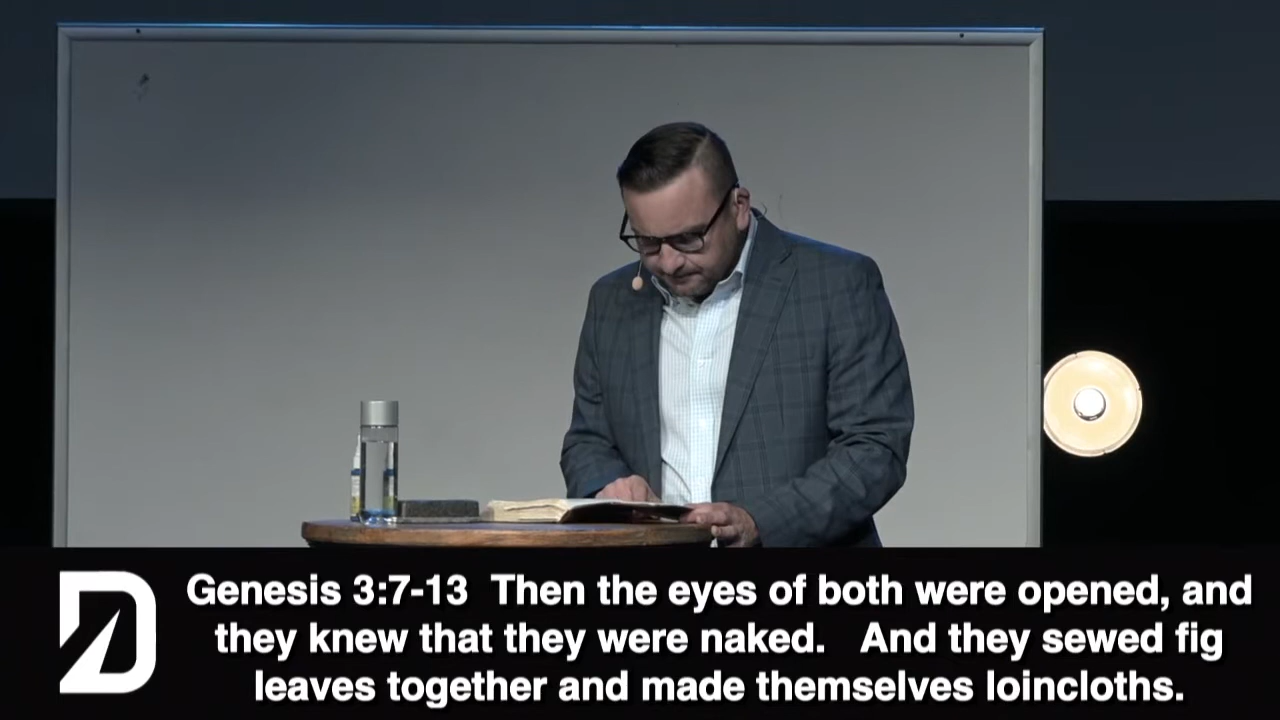 Genesis 3:7-13 Then the eyes of both were opened, and
they knew that they were naked. And they sewed fig
leaves together and made themselves loincloths.